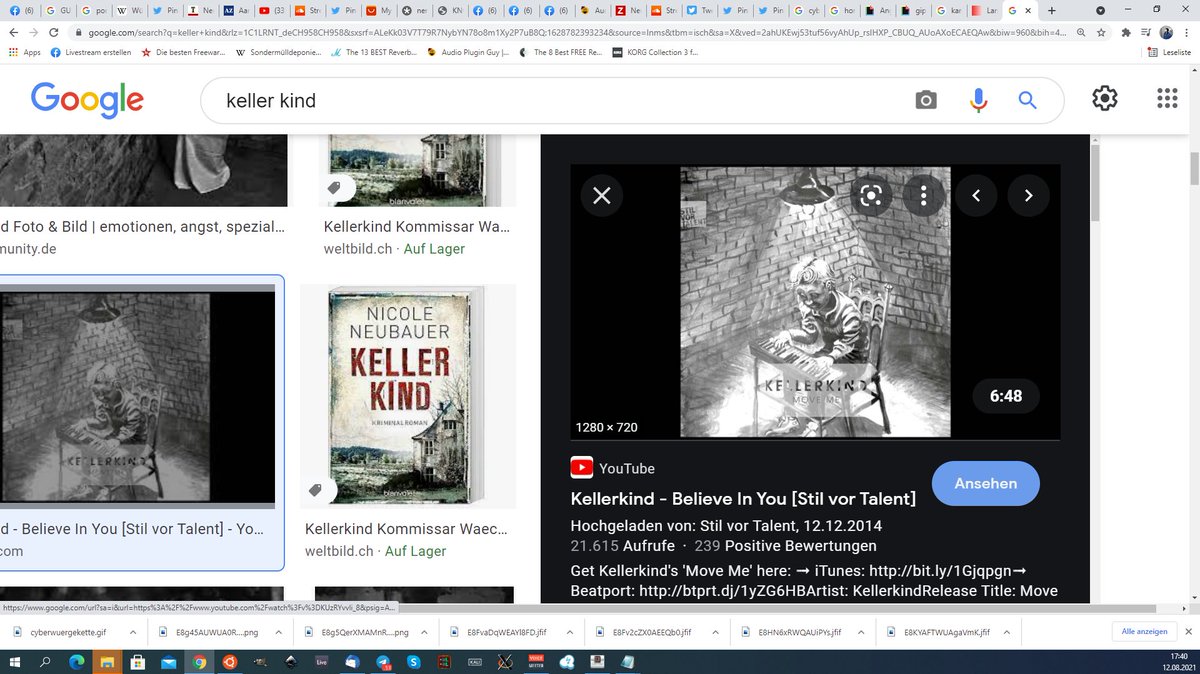 (6)
GU
po
W
Pin
Ne
Aa
(33
Str
Pin
My
ne
KN
(6)
(6)
(6)
Au
Ne
Str
Tw
Pin
Pin
cyb
ho
An
gip
ka
Lar
google.com/search?q=keller+kind&rlz=1C1LRNT_deCH958CH958&sxsrf=ALeKk03V7T79R7NybYN78o8m1Xy2P7uB8Q:1628782393234&source=lnms&tbm=isch&sa=X&ved=2ahUKEwj53tuf56vyAhUp_rsIHXP_CBUQ_AUoAXoECAEQAw&biw=960&bih=4...
Apps
Livestream erstellen
Die besten Freewar...
Sondermülldeponie...
The 13 BEST Reverb...
Audio Plugin Guy |...
The 8 Best FREE Re...
KORG Collection 3 f...
Leseliste
Google
keller kind
blanvalet
d Foto & Bild | emotionen, angst, spezial...
munity.de
Kellerkind Kommissar Wa...
weltbild.ch · Auf Lager
KELLERKIND
d - Believe In You [Stil vor Talent] - Yo...
com
NICOLE
NEUBAUER
KELLER
KIND
KRIMINALROMAN
blanvalet
Kellerkind Kommissar Waec...
weltbild.ch · Auf Lager
STIL
VOR
TALENT
KELLERKIND
MOVE ME
6:48
1280 × 720
YouTube
Kellerkind - Believe In You [Stil vor Talent]
Ansehen
Hochgeladen von: Stil vor Talent, 12.12.2014
21.615 Aufrufe · 239 Positive Bewertungen
Get Kellerkind's 'Move Me' here: → iTunes: http://bit.ly/1Gjqpgn→
Beatport: http://btprt.dj/1yZG6HBArtist: KellerkindRelease Title: Move
https://www.google.com/url?sa=i&url=https%3A%2F%2Fwww.youtube.com%2Fwatch%3Fv%3DKUzRYvvli_8&psig=A...
cyberwuergekette.gif
E8g45AUWUA0R....png
E8g5QerXMAMnR....png
E8FvaDqWEAYl8FD.jfif
E8Fv2cZX0AEEQb0.jfif
E8HN6xRWQAUiPYs.jfif
E8KYAFTWUAgaVmK.jfif
Alle anzeigen
Live
17:40
12.08.2021